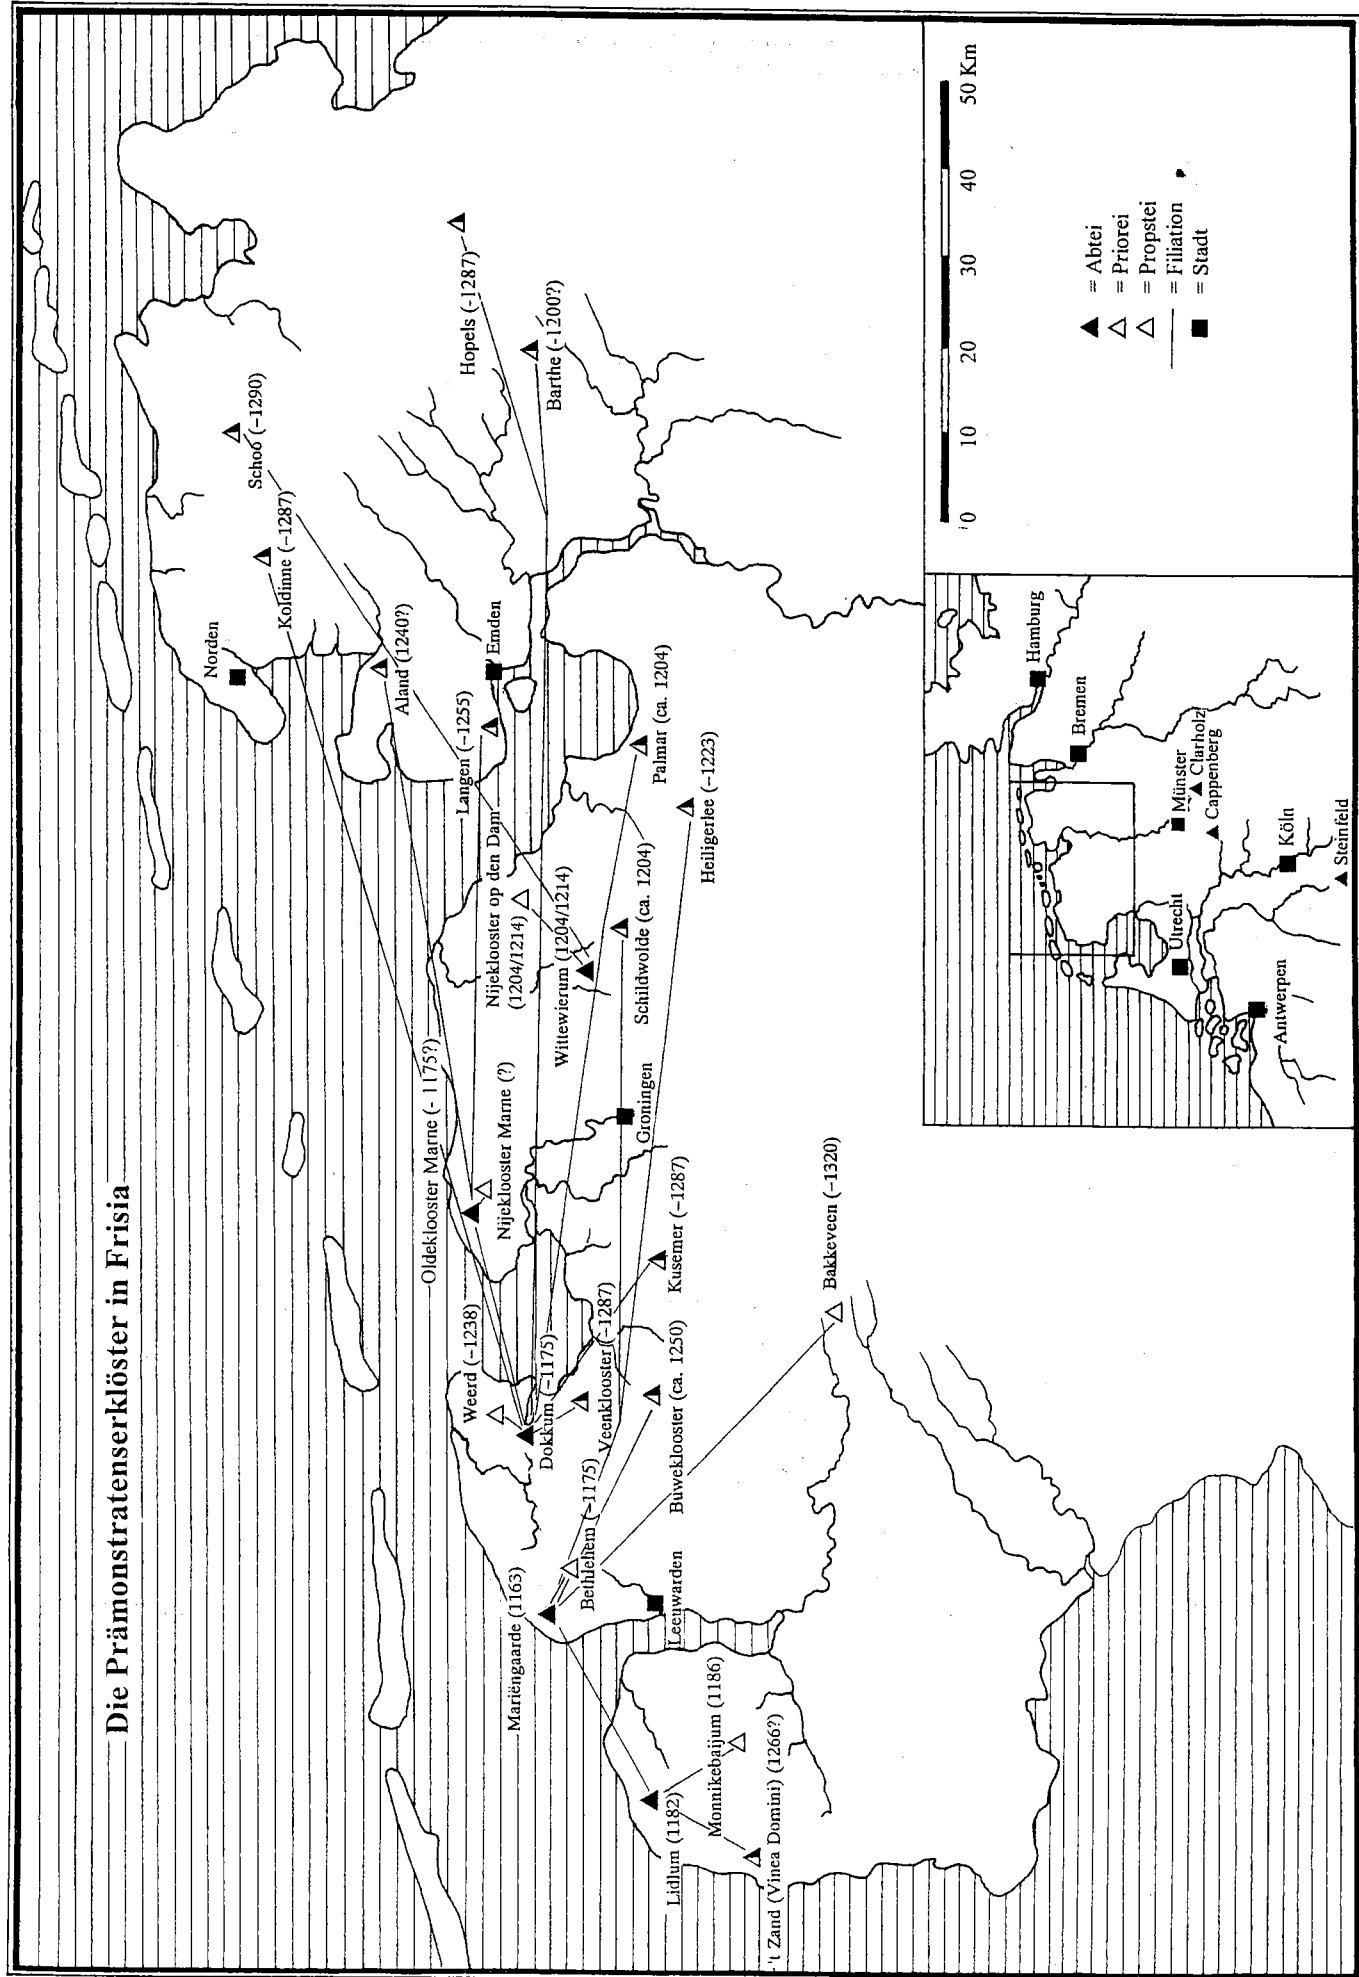 Die Prämonstratenserklöster in Frisia
Schoo (-1290)
Koldinne (-1287)
Norden
Aland (1240?)
Hopels (-1287)
Barthe (-1200?)
Emden
Langen (-1255)
Palmar (ca. 1204)
Heiligerlee (-1223)
Nijeklooster op den Dam
(1204/1214)
Wittewierum (1204/1214)
Schildwolde (ca. 1204)
Oldeklooster Marne (- 1175?)
Nijeklooster Marne (?)
Groningen
Kusemer (-1287)
Weerd (-1238)
Dokkum (-1175)
Veenklooster (-1287)
Buweklooster (ca. 1250)
Bakkeveen (-1320)
Mariëngaarde (1163)
Bethlehem (-1175)
Leeuwarden
Lidlum (1182)
Monnikebaijum (1186)
't Zand (Vinea Domini) (1266?)
0 10 20 30 40 50 Km
= Abtei
= Priorei
= Propstei
= Filiation
= Stadt
Hamburg
Bremen
Münster
Clarholz
Cappenberg
Utrecht
Köln
Steinfeld
Antwerpen